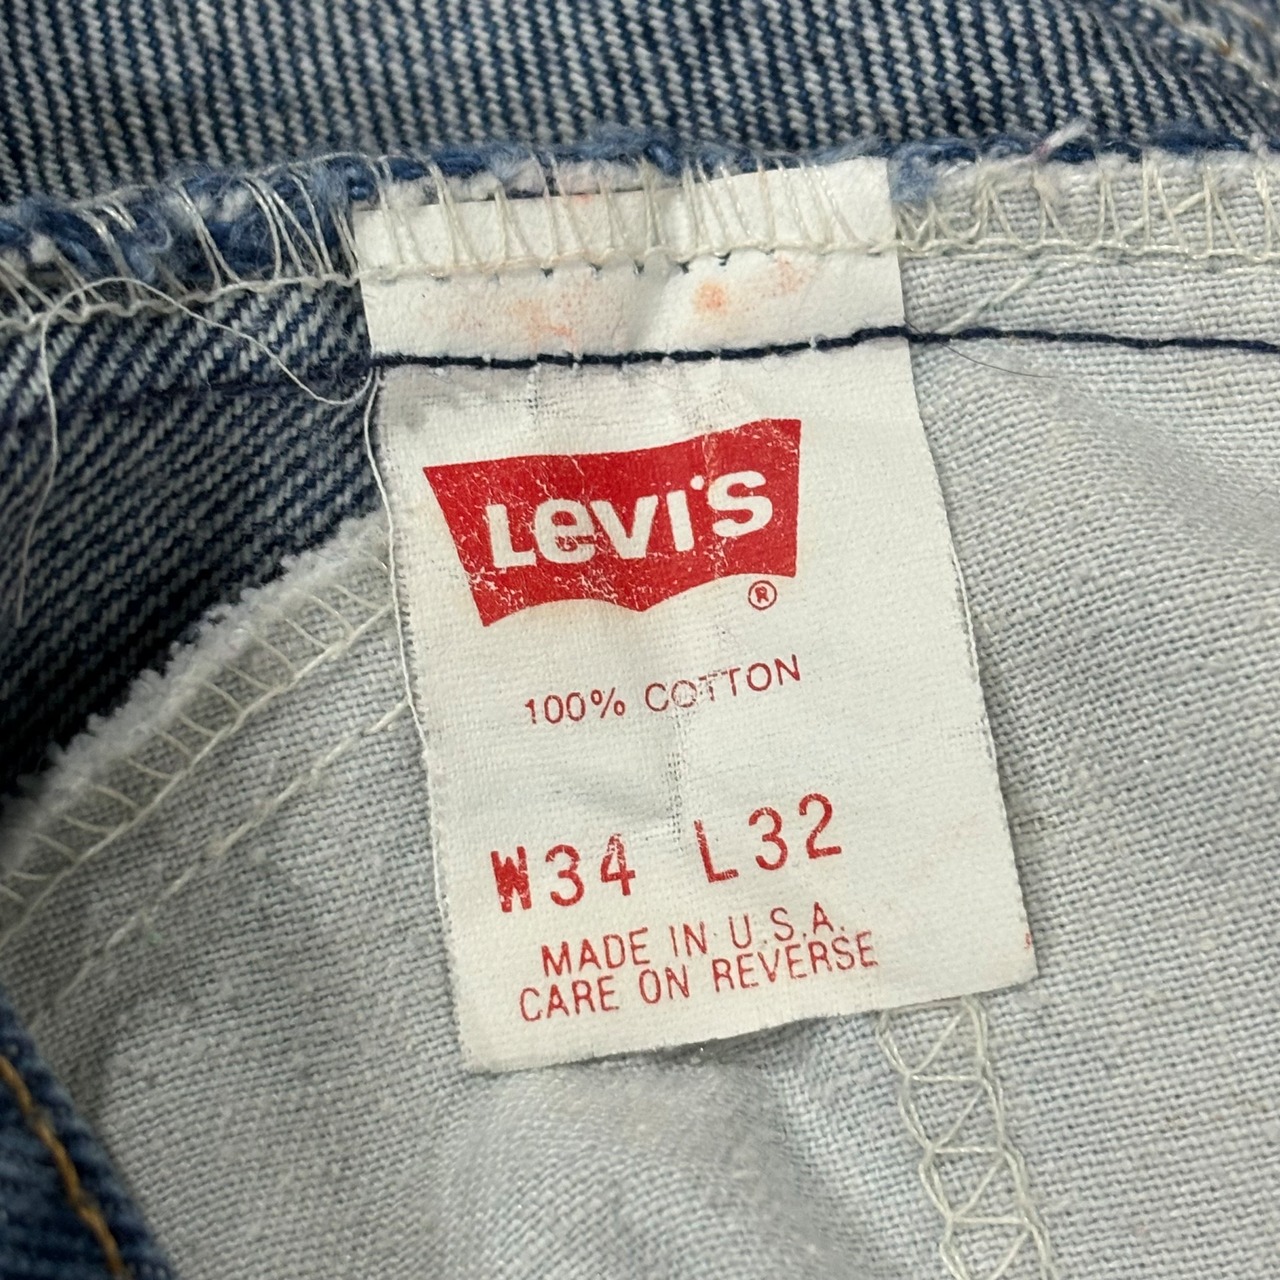 LeVI'S
®
100% COTTON
W34 L32
MADE IN U.S.A.
CARE ON REVERSE